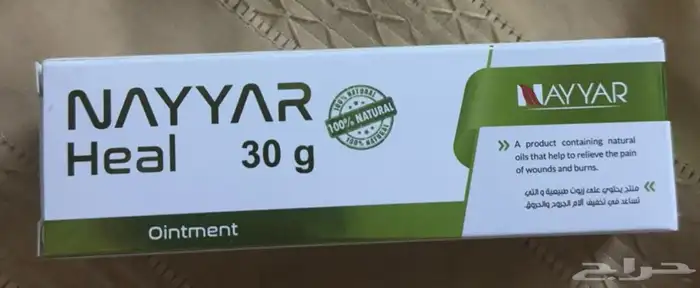 NAYYAR
Heal 30 g
100% NATURAL
100% NATURAL
100% NATURAL
Ointment
NAYYAR
» A product containing natural
oils that help to relieve the pain
of wounds and burns.
منتج يحتوي على زيوت طبيعية و التي «
تساعد في تخفيف آلام الجروح والحروق.
حراج